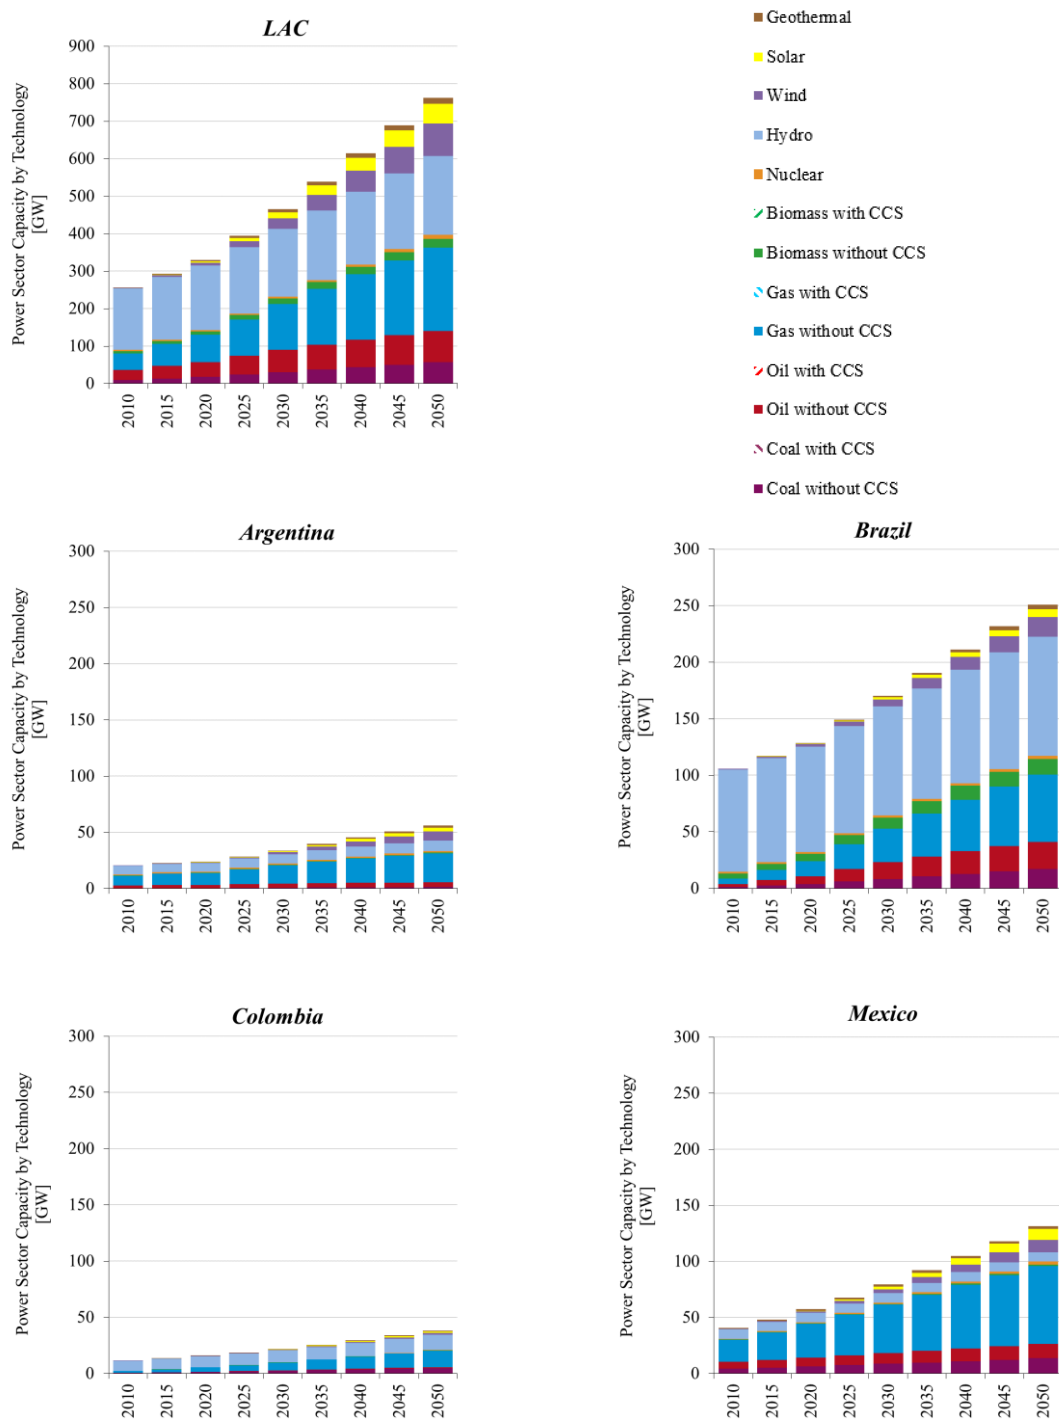 LAC
Power Sector Capacity by Technology
[GW]
900
800
700
600
500
400
300
200
100
0
2010
2015
2020
2025
2030
2035
2040
2045
2050
Geothermal
Solar
Wind
Hydro
Nuclear
Biomass with CCS
Biomass without CCS
Gas with CCS
Gas without CCS
Oil with CCS
Oil without CCS
Coal with CCS
Coal without CCS
Argentina
Power Sector Capacity by Technology
[GW]
300
250
200
150
100
50
0
2010
2015
2020
2025
2030
2035
2040
2045
2050
Brazil
Power Sector Capacity by Technology
[GW]
300
250
200
150
100
50
0
2010
2015
2020
2025
2030
2035
2040
2045
2050
Colombia
Power Sector Capacity by Technology
[GW]
300
250
200
150
100
50
0
2010
2015
2020
2025
2030
2035
2040
2045
2050
Mexico
Power Sector Capacity by Technology
[GW]
300
250
200
150
100
50
0
2010
2015
2020
2025
2030
2035
2040
2045
2050